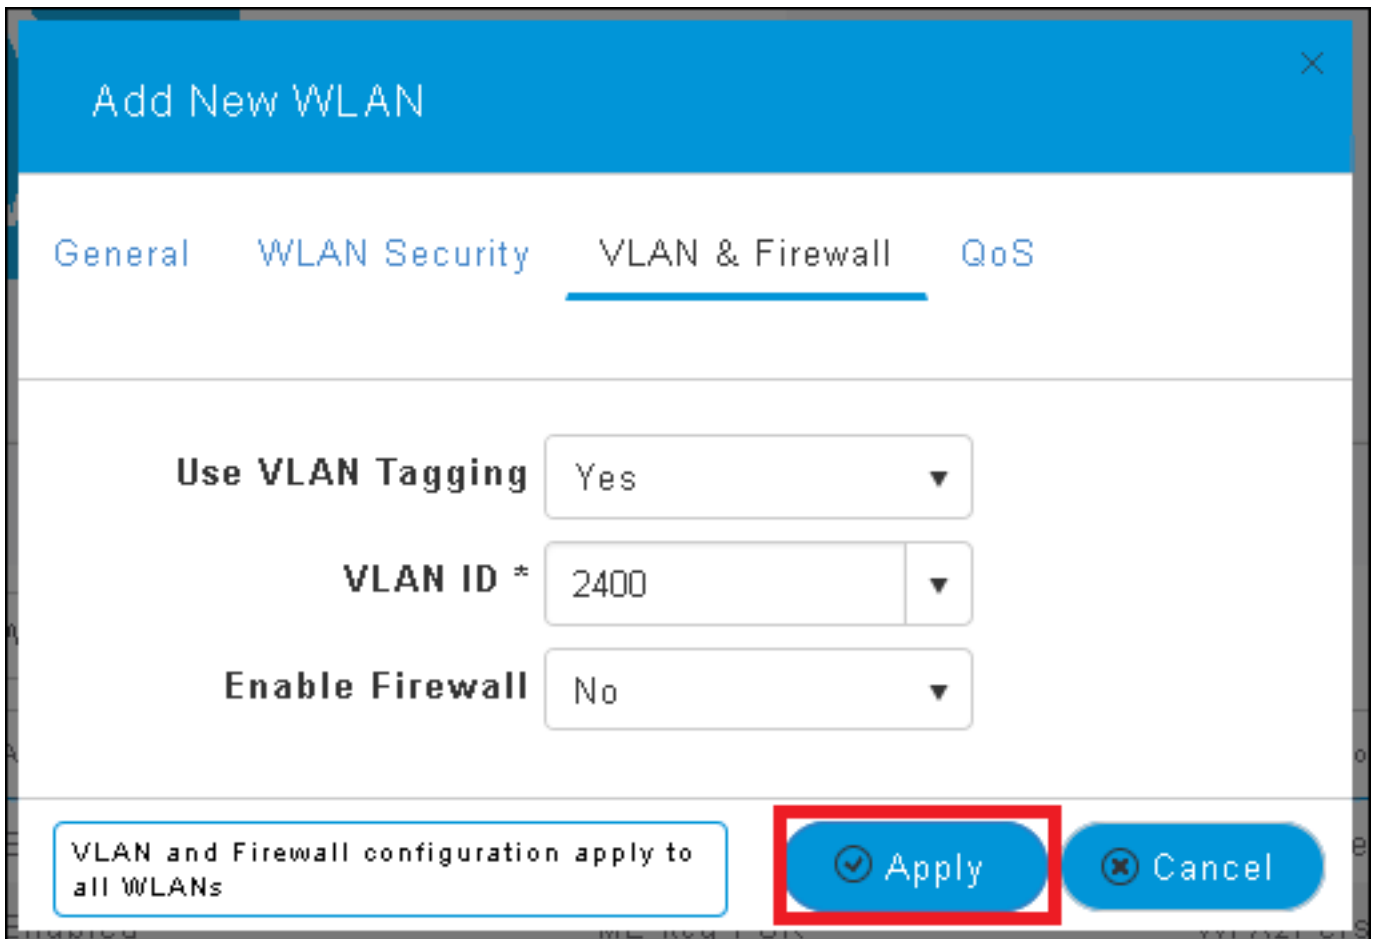 Add New WLAN
General WLAN Security VLAN & Firewall QoS
Use VLAN Tagging Yes
VLAN ID * 2400
Enable Firewall No
VLAN and Firewall configuration apply to
all WLANs
Apply Cancel